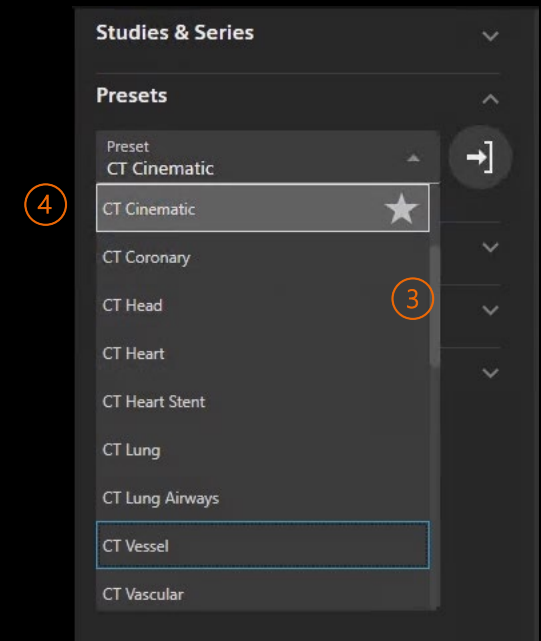 Studies & Series
Presets
Preset
CT Cinematic
4
CT Cinematic
CT Coronary
3
CT Head
CT Heart
CT Heart Stent
CT Lung
CT Lung Airways
CT Vessel
CT Vascular